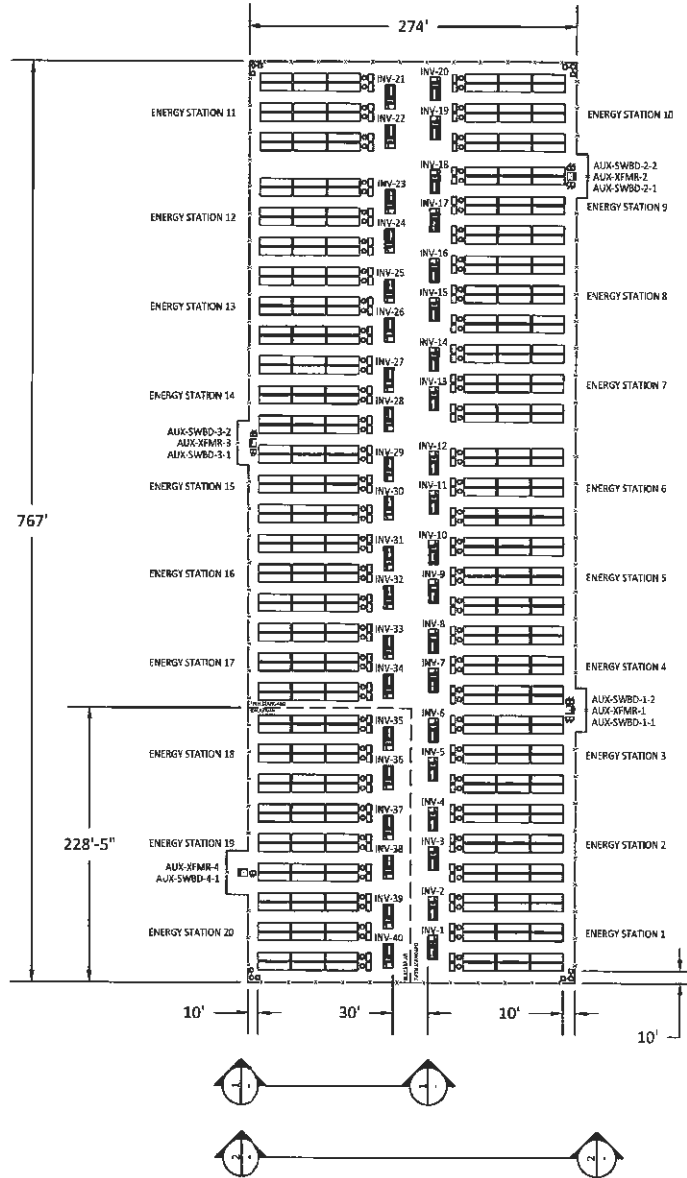 274'
INV-21
INV-20
ENERGY STATION 11
INV-22
INV-19
ENERGY STATION 10
INV-18
AUX-SWBD-2-2
AUX-XFMR-2
AUX-SWBD-2-1
INV-23
ENERGY STATION 12
INV-17
ENERGY STATION 9
INV-24
INV-16
INV-25
ENERGY STATION 13
INV-15
ENERGY STATION 8
INV-26
INV-14
INV-27
INV-13
ENERGY STATION 7
ENERGY STATION 14
INV-28
AUX-SWBD-3-2
AUX-XFMR-3
AUX-SWBD-3-1
INV-29
INV-12
ENERGY STATION 15
INV-11
ENERGY STATION 6
INV-30
767'
INV-31
INV-10
ENERGY STATION 16
INV-9
ENERGY STATION 5
INV-32
INV-33
INV-8
ENERGY STATION 17
INV-34
INV-7
ENERGY STATION 4
AUX-SWBD-1-2
AUX-XFMR-1
AUX-SWBD-1-1
INV-35
INV-6
ENERGY STATION 18
INV-36
INV-5
ENERGY STATION 3
INV-37
INV-4
228'-5"
ENERGY STATION 19
INV-38
INV-3
ENERGY STATION 2
AUX-XFMR-4
AUX-SWBD-4-1
INV-39
INV-2
ENERGY STATION 20
INV-40
INV-1
ENERGY STATION 1
10'
30'
10'
10'
1
1
2
2